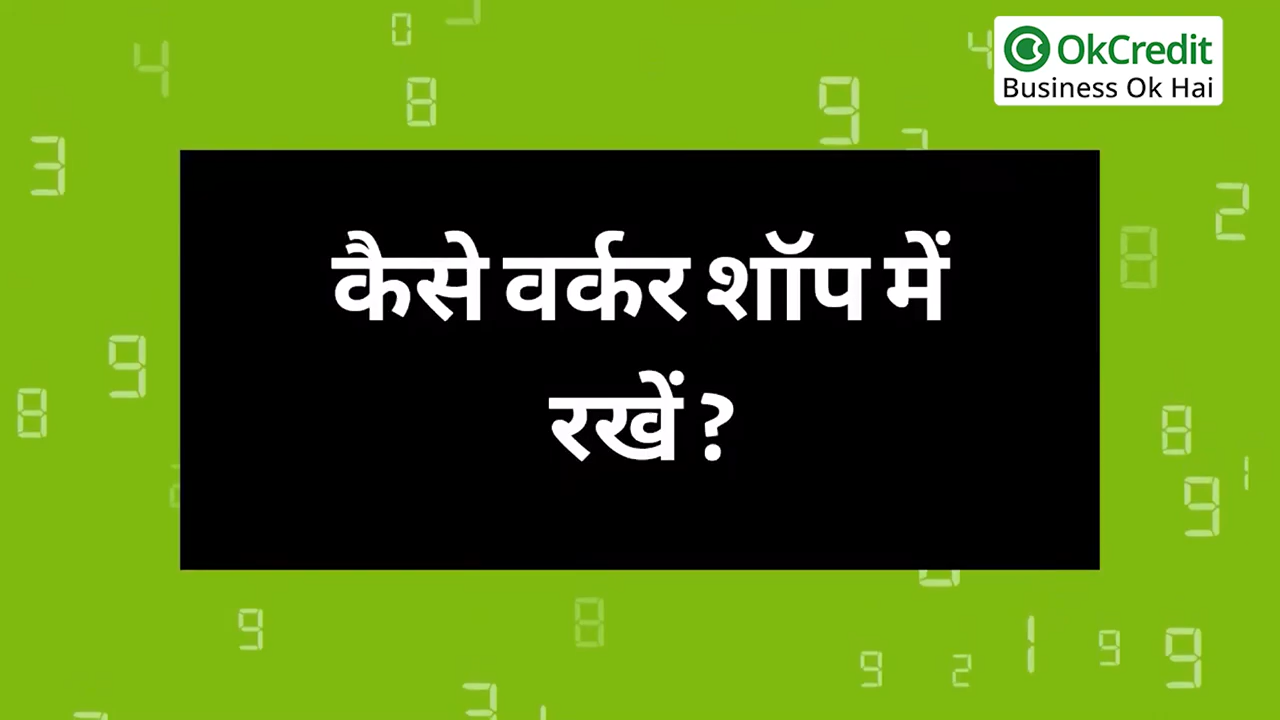 OkCredit
Business Ok Hai
कैसे वर्कर शॉप में
रखें ?